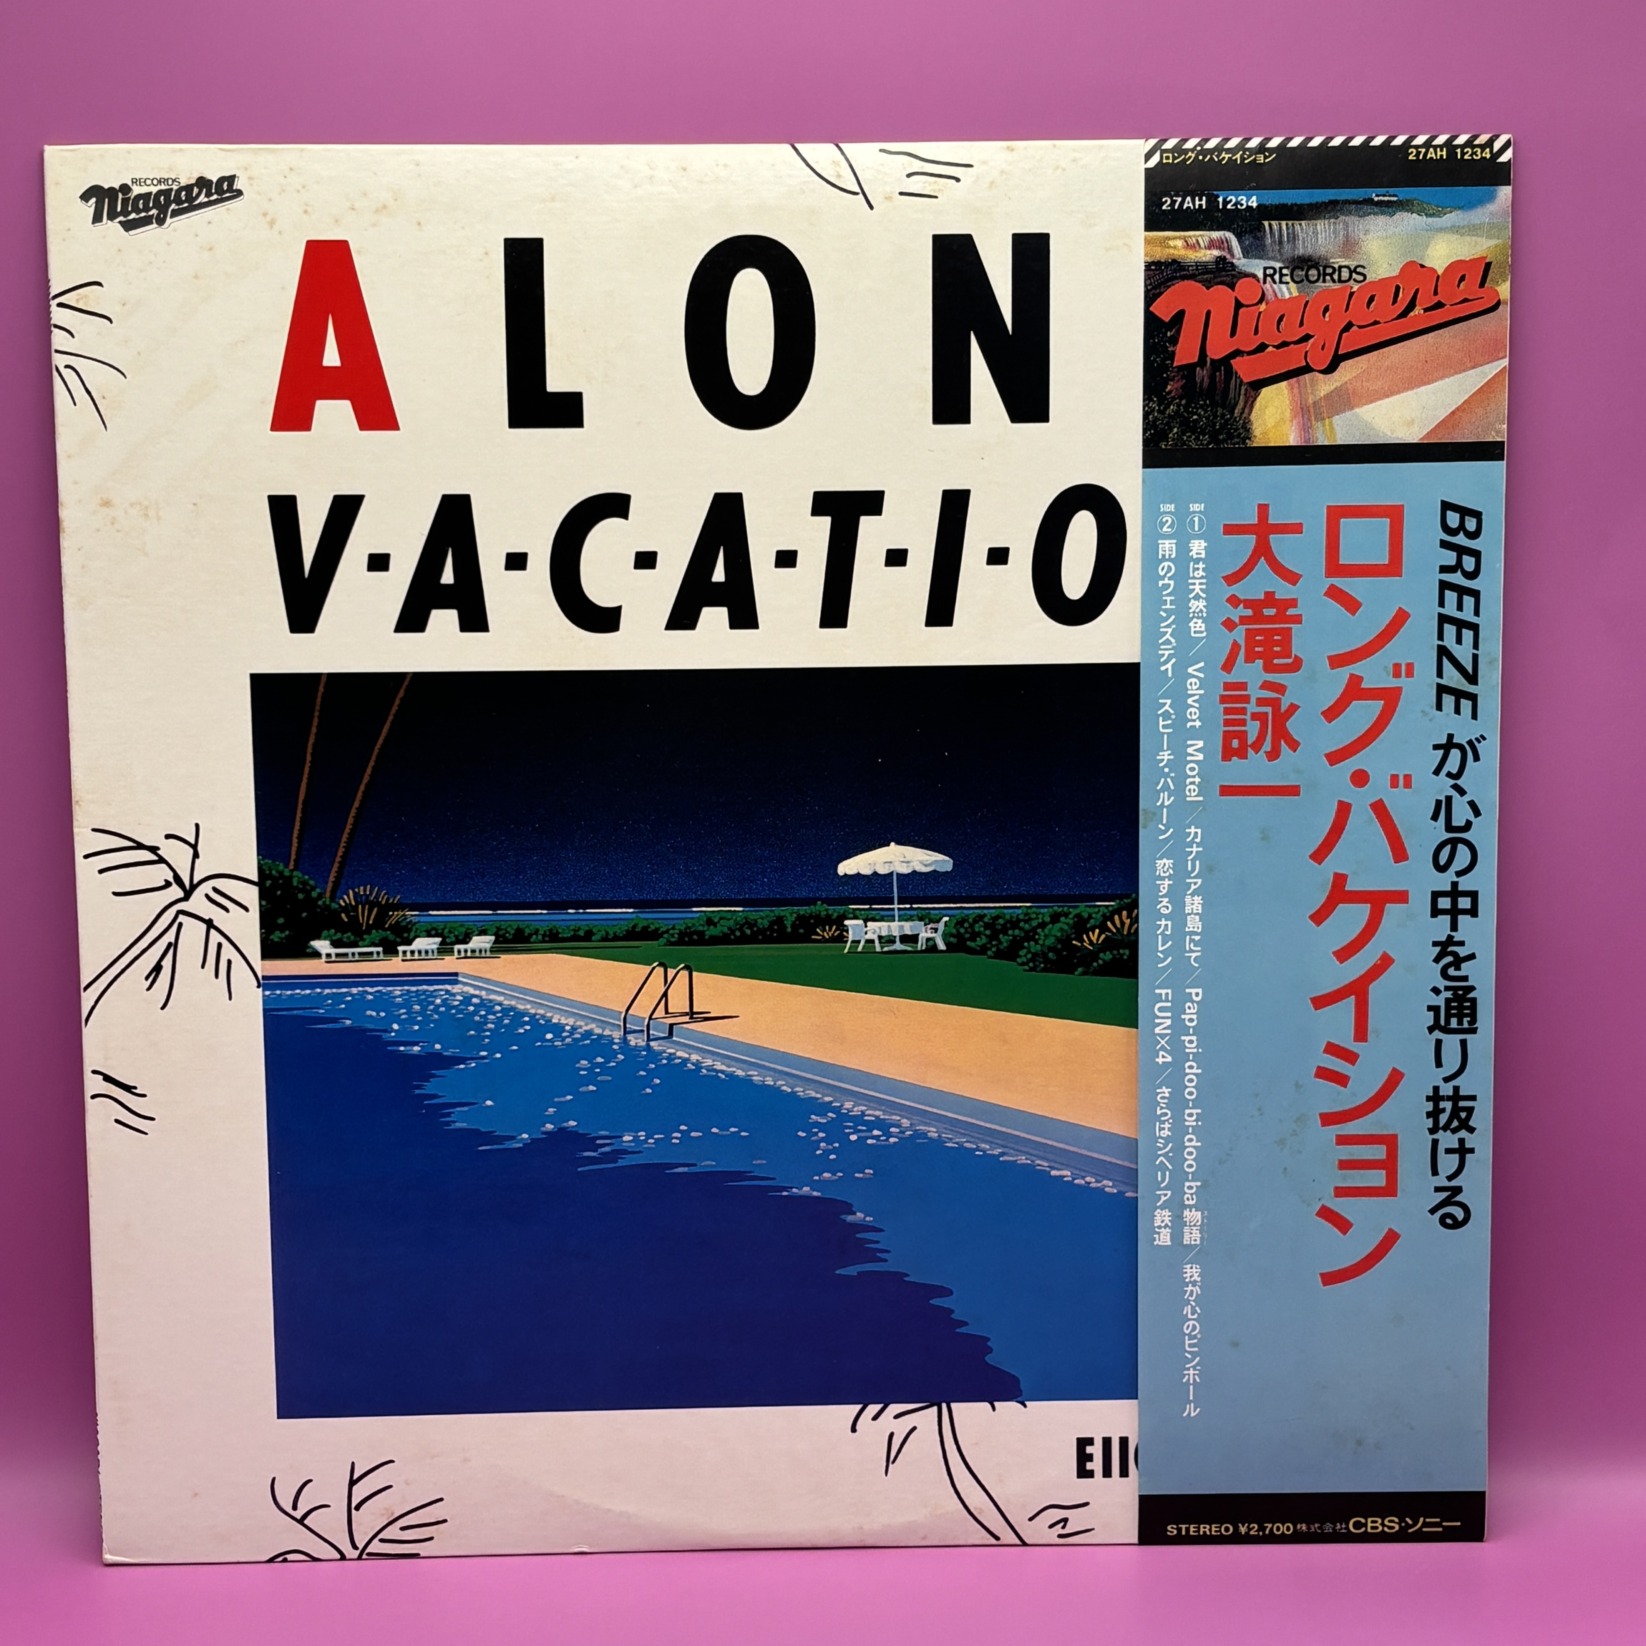 RECORDS
Niagara
A LON
V·A·C·A·T·I·O
EII
ロング・バケイション 27AH 1234
27AH 1234
RECORDS
Niagara
BREEZEが心の中を通り抜ける
ロング・バケイション
大滝詠一
SIDE① 君は天然色/Velvet Motel/カナリア諸島にて/Pap-pi-doo-bi-doo-ba物語/我が心のピンボール
SIDE② 雨のウェンズデイ/スピーチ・バルーン/恋するカレン/FUN×4/さらばシベリア鉄道
STEREO ¥2,700 株式会社CBS・ソニー